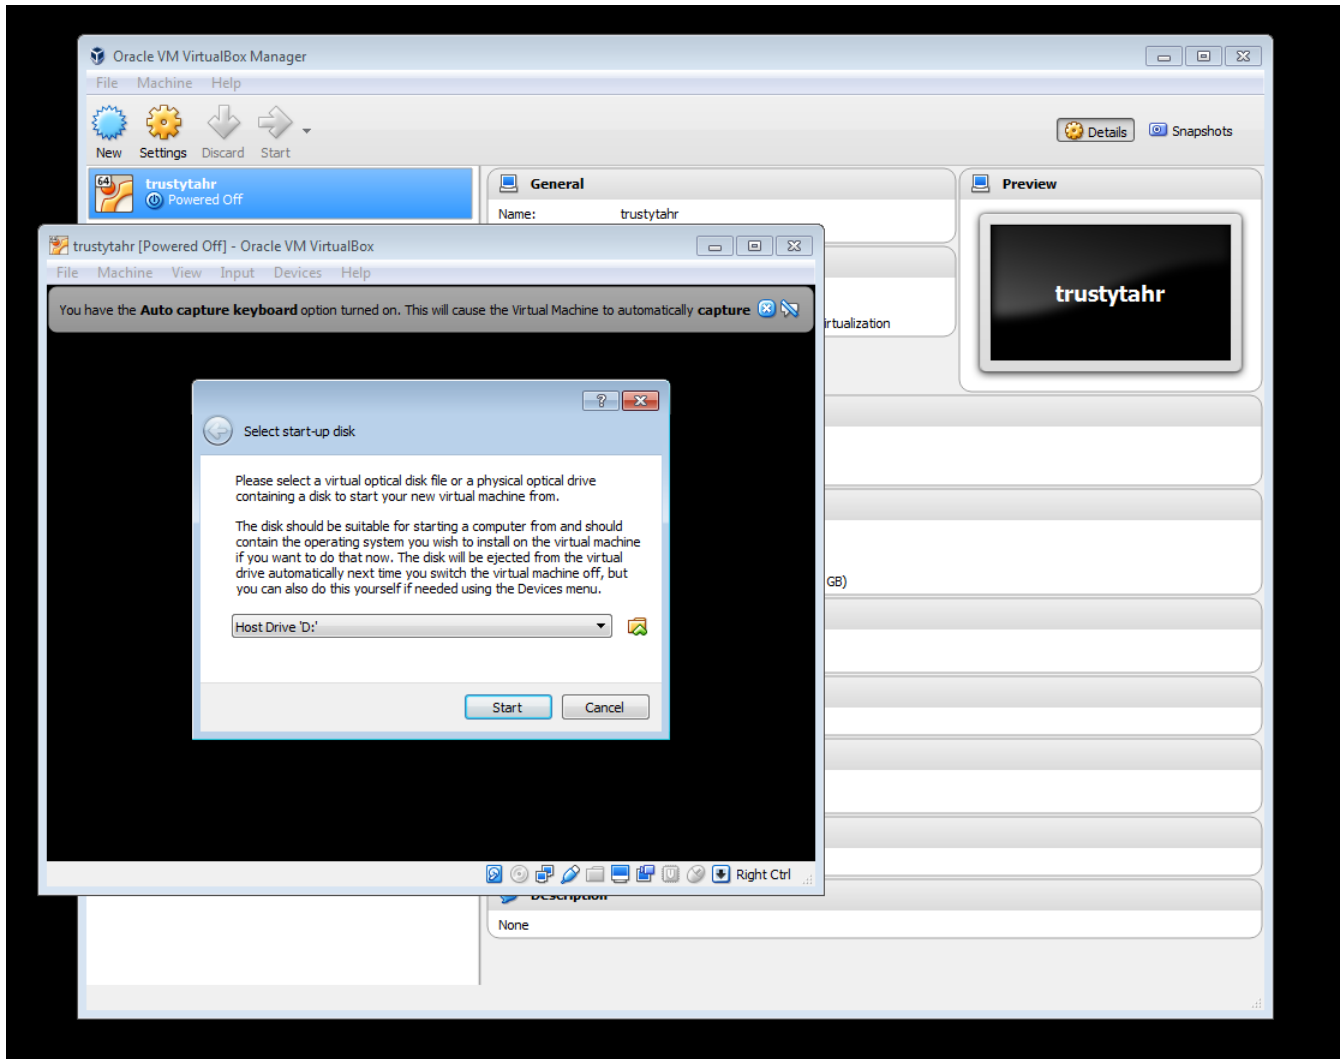 Oracle VM VirtualBox Manager
File Machine Help
New Settings Discard Start
Details Snapshots
64
trustytahr
Powered Off
General
Name: trustytahr
Preview
trustytahr
irtualization
GB)
trustytahr [Powered Off] - Oracle VM VirtualBox
File Machine View Input Devices Help
You have the Auto capture keyboard option turned on. This will cause the Virtual Machine to automatically capture
Select start-up disk
Please select a virtual optical disk file or a physical optical drive
containing a disk to start your new virtual machine from.
The disk should be suitable for starting a computer from and should
contain the operating system you wish to install on the virtual machine
if you want to do that now. The disk will be ejected from the virtual
drive automatically next time you switch the virtual machine off, but
you can also do this yourself if needed using the Devices menu.
Host Drive 'D:'
Start Cancel
Right Ctrl
Description
None